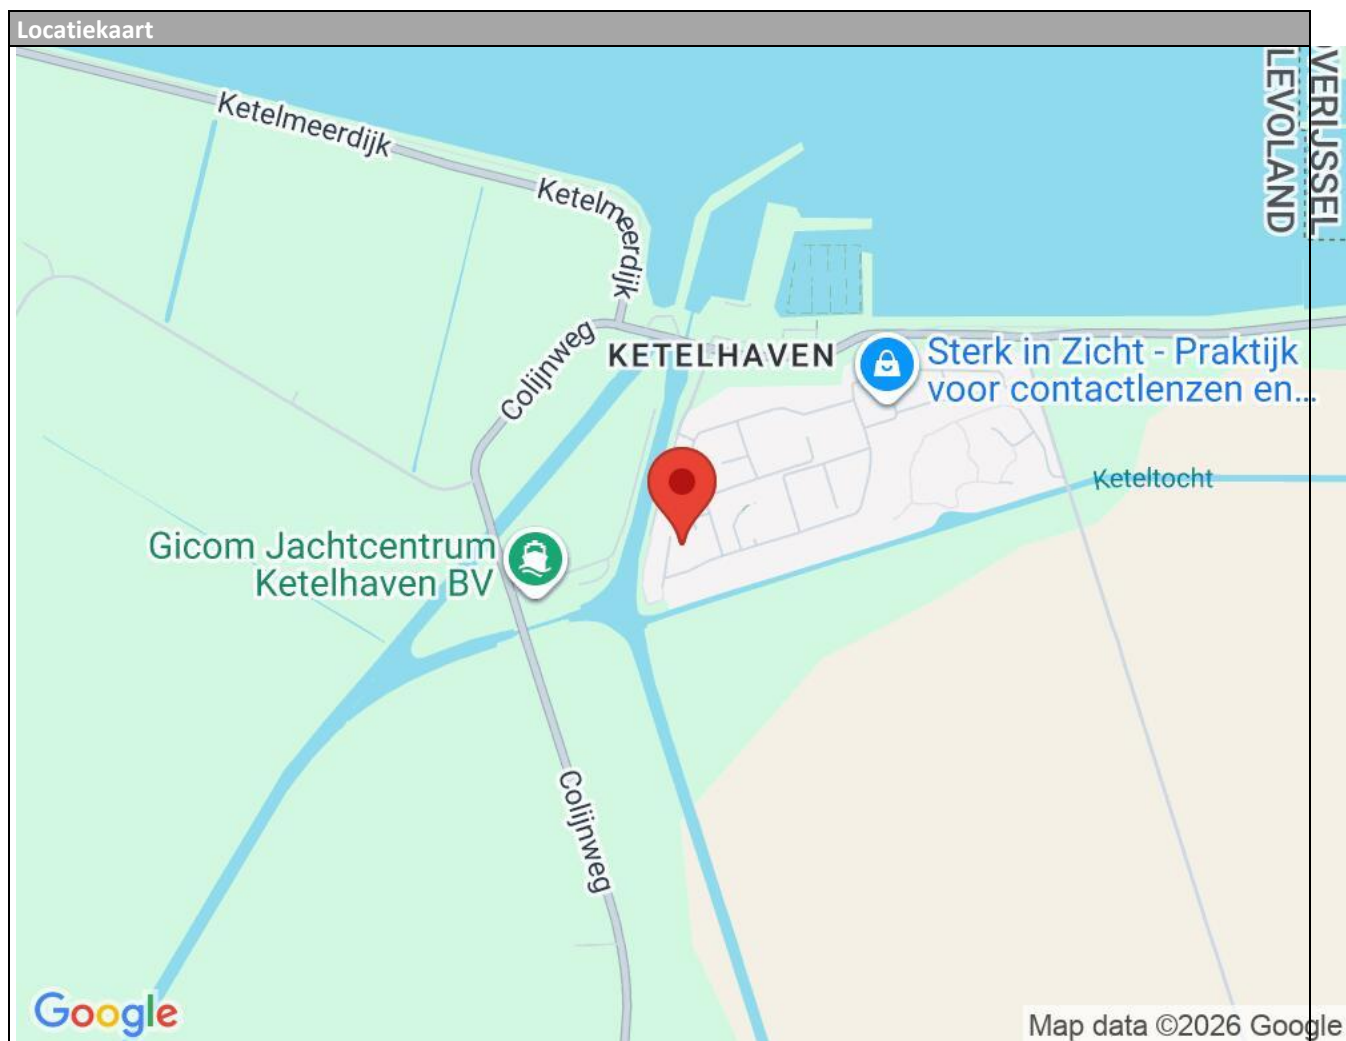 Locatiekaart
OVERIJSSEL
LEVOLAND
Ketelmeerdijk
Ketelmeerdijk
Colijnweg
KETELHAVEN
Sterk in Zicht - Praktijk
voor contactlenzen en...
Keteltocht
Gicom Jachtcentrum
Ketelhaven BV
Colijnweg
Google
Map data ©2026 Google